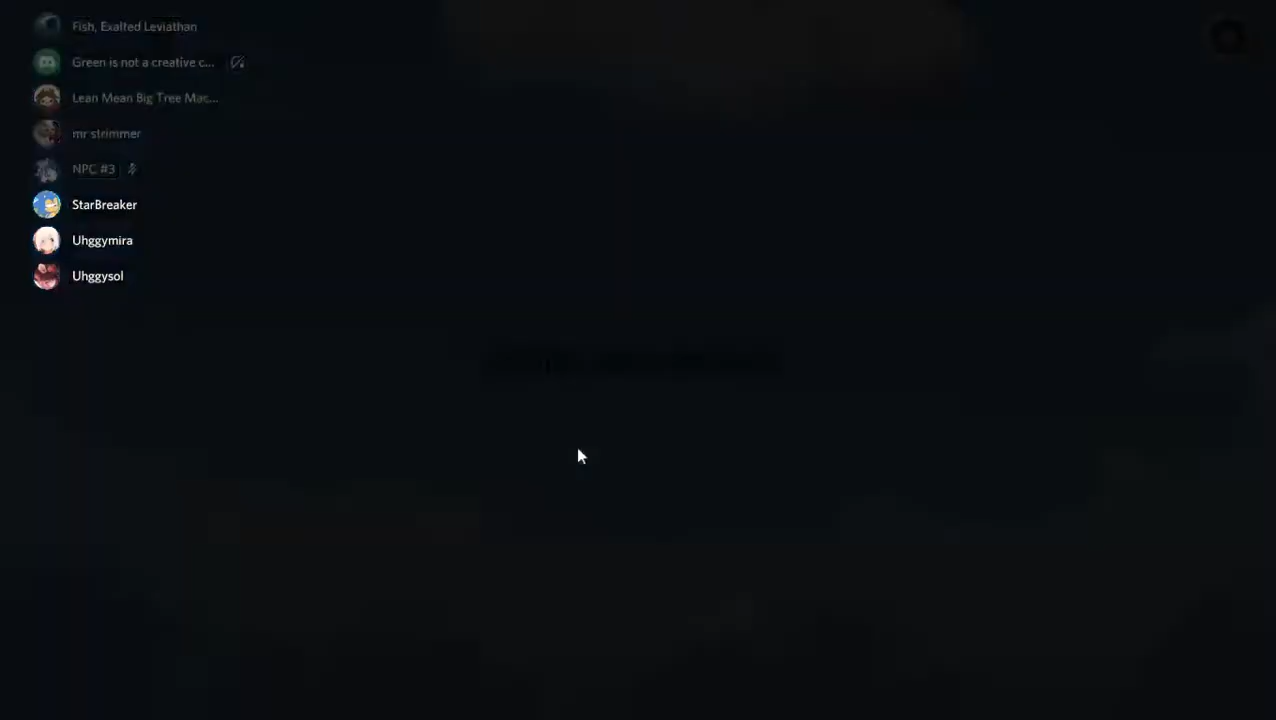 Fish, Exalted Leviathan
Green is not a creative c...
Lean Mean Big Tree Mac...
mr strimmer
NPC #3
StarBreaker
Uhggymira
Uhggysol